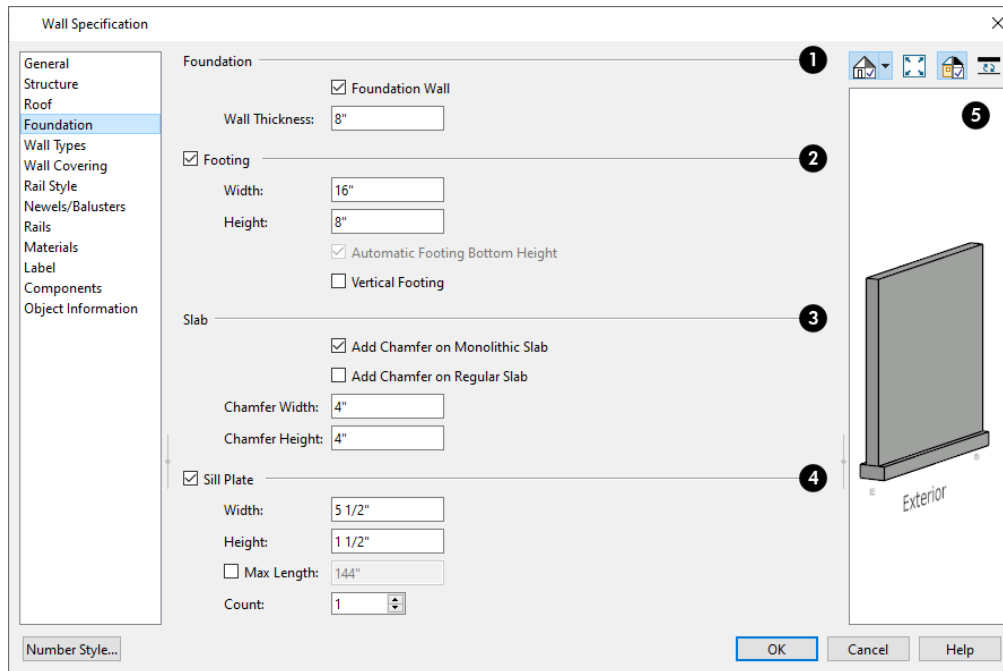 Wall Specification
General
Structure
Roof
Foundation
Wall Types
Wall Covering
Rail Style
Newels/Balusters
Rails
Materials
Label
Components
Object Information
Foundation 1
Foundation Wall
Wall Thickness: 8"
Footing 2
Width: 16"
Height: 8"
Automatic Footing Bottom Height
Vertical Footing
Slab 3
Add Chamfer on Monolithic Slab
Add Chamfer on Regular Slab
Chamfer Width: 4"
Chamfer Height: 4"
Sill Plate 4
Width: 5 1/2"
Height: 1 1/2"
Max Length: 144"
Count: 1
5
Exterior
Number Style... OK Cancel Help